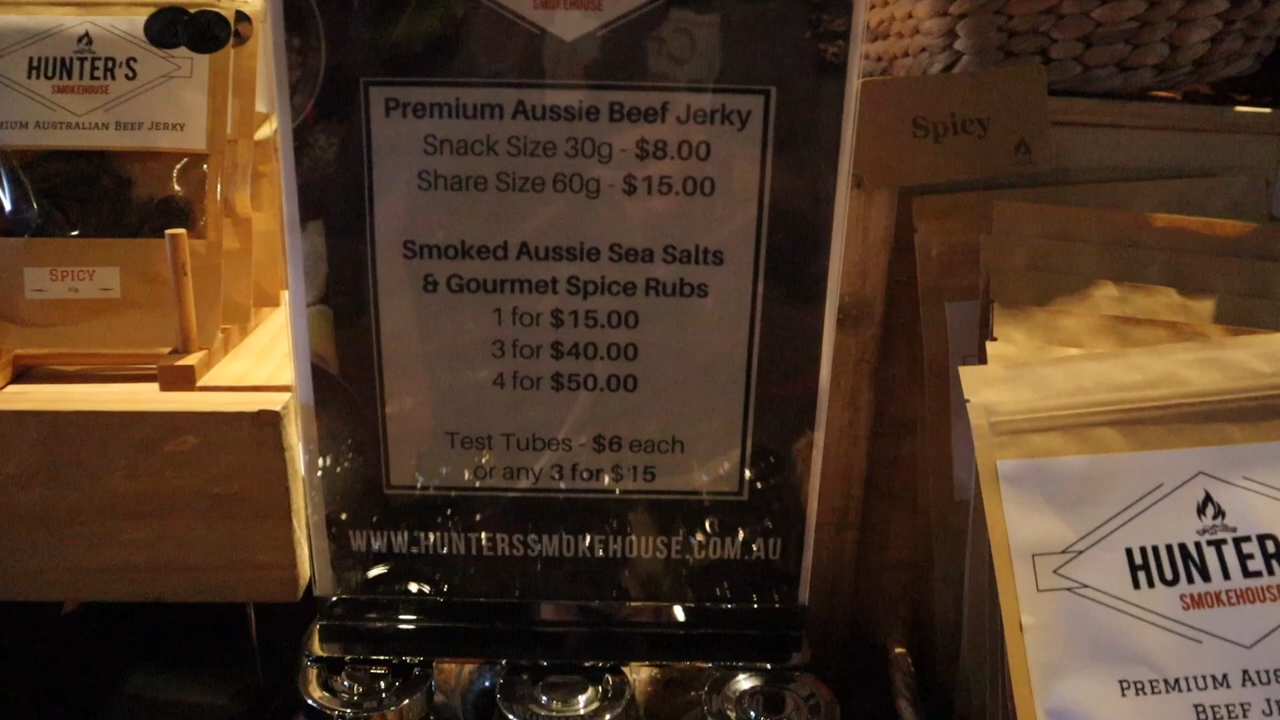 SMOKEHOUSE
HUNTER'S
SMOKEHOUSE
AUSTRALIAN BEEF JERKY
SPICY
Premium Aussie Beef Jerky
Snack Size 30g - $8.00
Share Size 60g - $15.00
Smoked Aussie Sea Salts
& Gourmet Spice Rubs
1 for $15.00
3 for $40.00
4 for $50.00
Test Tubes - $6 each
or any 3 for $15
WWW.HUNTERSSMOKEHOUSE.COM.AU
Spicy
HUNTER
SMOKEHOUSE
PREMIUM AUS
BEEF JE